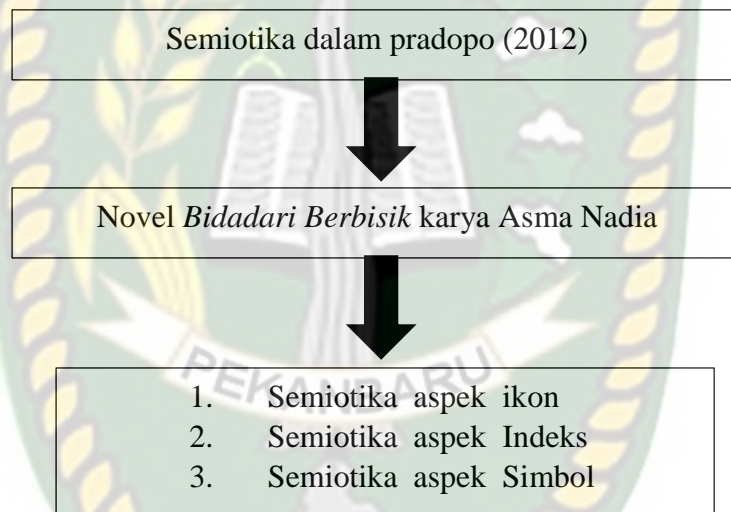 Semiotika dalam pradopo (2012)
Novel Bidadari Berbisik karya Asma Nadia
PEKANBARU
1. Semiotika aspek ikon
2. Semiotika aspek Indeks
3. Semiotika aspek Simbol